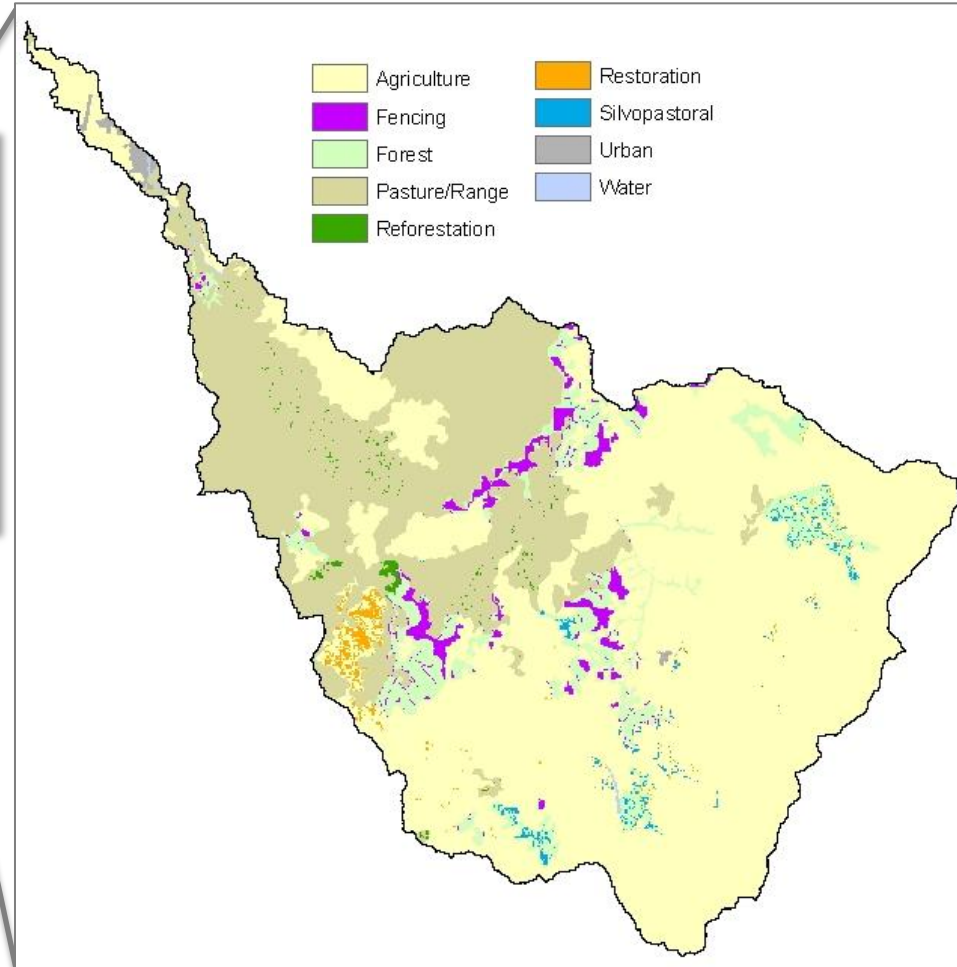 Agriculture
Fencing
Forest
Pasture/Range
Reforestation
Restoration
Silvopastoral
Urban
Water